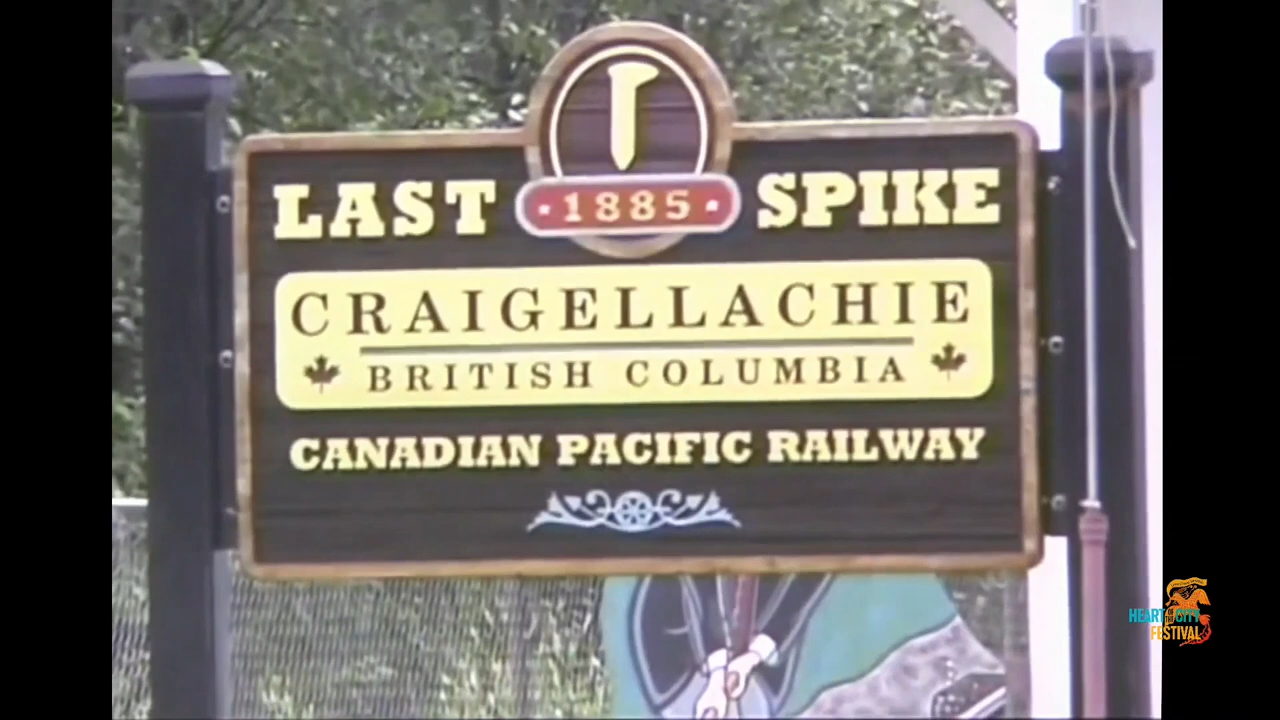 LAST 1885 SPIKE
CRAIGELLACHIE
BRITISH COLUMBIA
CANADIAN PACIFIC RAILWAY
HEART OF THE CITY
FESTIVAL